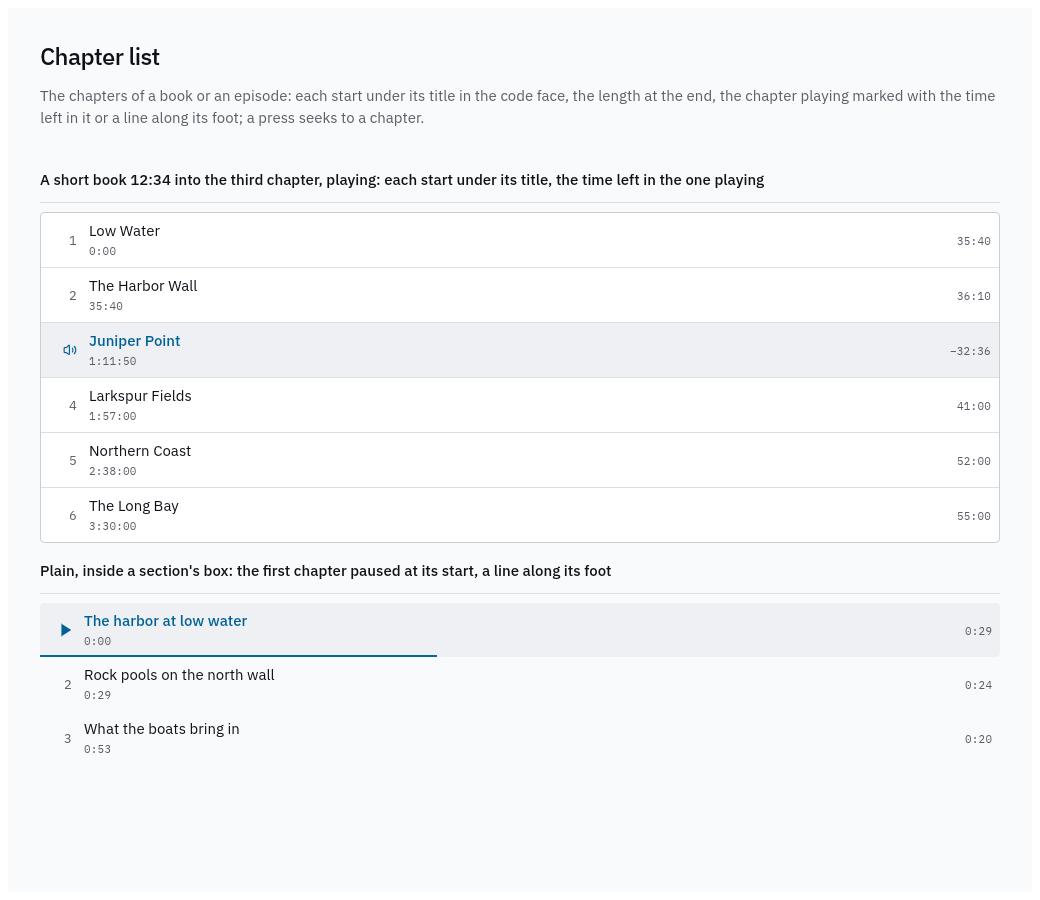 Chapter list
The chapters of a book or an episode: each start under its title in the code face, the length at the end, the chapter playing marked with the time
left in it or a line along its foot; a press seeks to a chapter.
A short book 12:34 into the third chapter, playing: each start under its title, the time left in the one playing
1 Low Water 35:40
0:00
2 The Harbor Wall 36:10
35:40
Juniper Point −32:36
1:11:50
4 Larkspur Fields 41:00
1:57:00
5 Northern Coast 52:00
2:38:00
6 The Long Bay 55:00
3:30:00
Plain, inside a section's box: the first chapter paused at its start, a line along its foot
The harbor at low water 0:29
0:00
2 Rock pools on the north wall 0:24
0:29
3 What the boats bring in 0:20
0:53